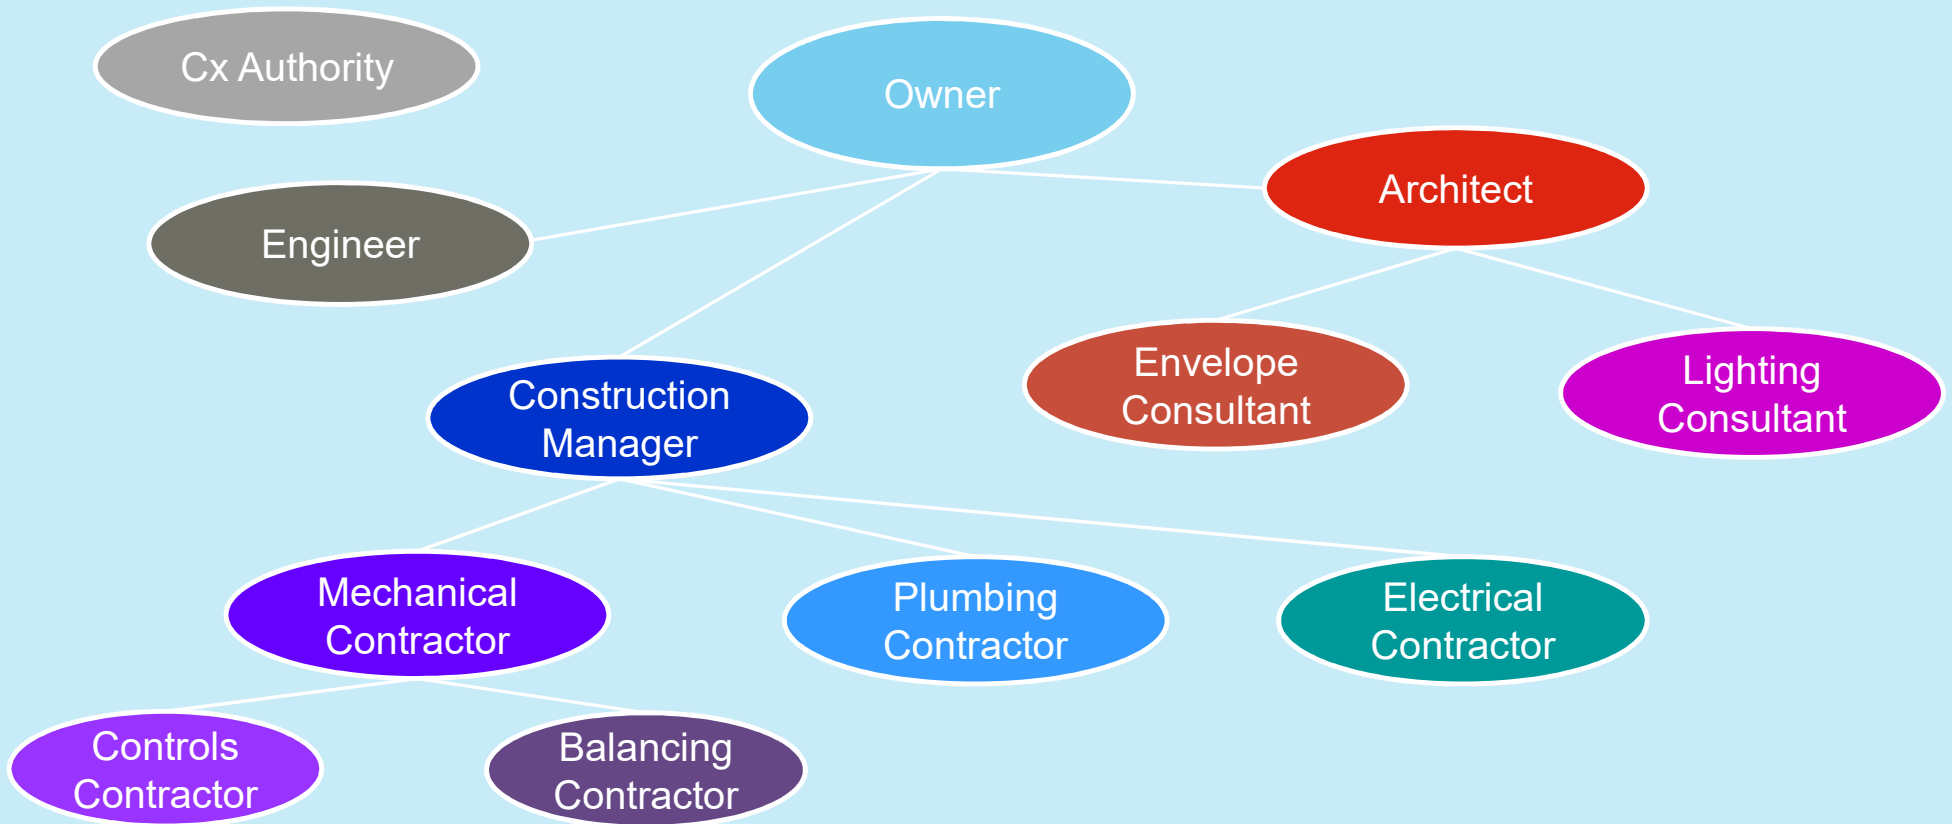 Cx Authority
Owner
Architect
Engineer
Envelope
Consultant
Lighting
Consultant
Construction
Manager
Mechanical
Contractor
Plumbing
Contractor
Electrical
Contractor
Controls
Contractor
Balancing
Contractor